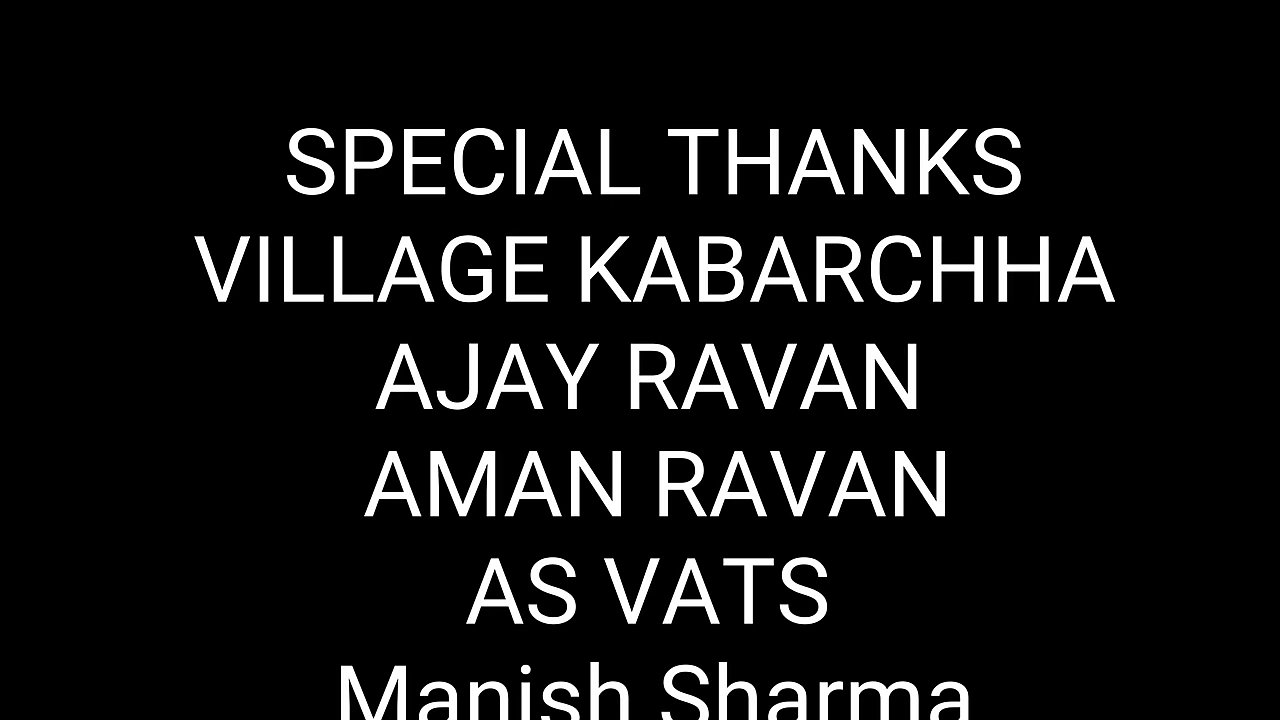 SPECIAL THANKS
VILLAGE KABARCHHA
AJAY RAVAN
AMAN RAVAN
AS VATS
Manish Sharma